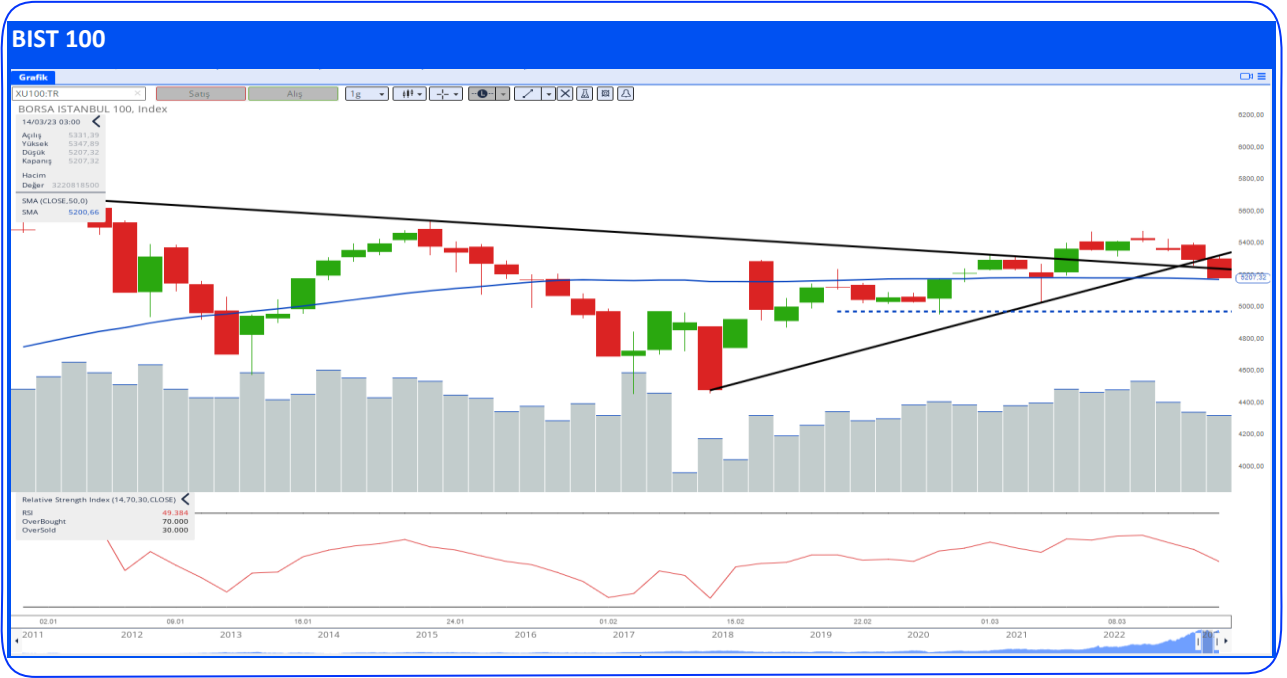 BIST 100
Grafik
XU100:TR
Satış
Alış
1g
BORSA ISTANBUL 100, Index
14/03/23 03:00
Açılış 5331,39
Yüksek 5347,89
Düşük 5207,32
Kapanış 5207,32
Hacim
Değer 3220818500
SMA (CLOSE,50,0)
SMA 5200,66
6200.00
6000,00
5800,00
5600,00
5400,00
5207.32
5000,00
4800,00
4600,00
4400,00
4200,00
4000,00
Relative Strength Index (14,70,30,CLOSE)
RSI 49.384
OverBought 70.000
OverSold 30.000
02.01 09.01 16.01 24.01 01.02 15.02 22.02 01.03 08.03
2011 2012 2013 2014 2015 2016 2017 2018 2019 2020 2021 2022